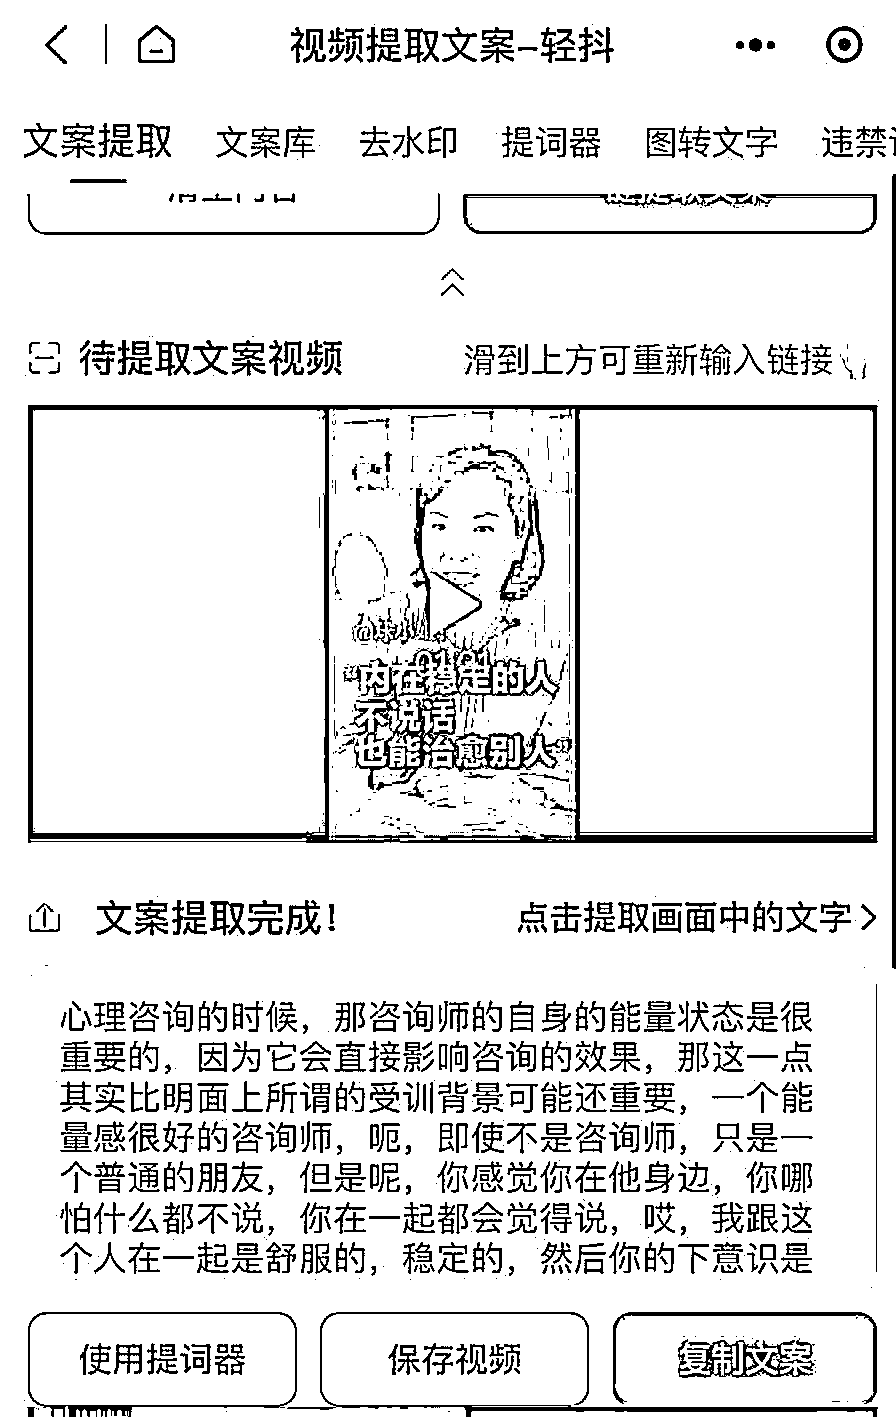 视频提取文案-轻抖
文案提取 文案库 去水印 提词器 图转文字 违禁
待提取文案视频 滑到上方可重新输入链接
“内在稳定的人
不说话
也能治愈别人”
文案提取完成! 点击提取画面中的文字
心理咨询的时候，那咨询师的自身的能量状态是很
重要的，因为它会直接影响咨询的效果，那这一点
其实比明面上所谓的受训背景可能还重要，一个能
量感很好的咨询师，呃，即使不是咨询师，只是一
个普通的朋友，但是呢，你感觉你在他身边，你哪
怕什么都不说，你在一起都会觉得说，哎，我跟这
个人在一起是舒服的，稳定的，然后你的下意识是
使用提词器 保存视频 复制文案